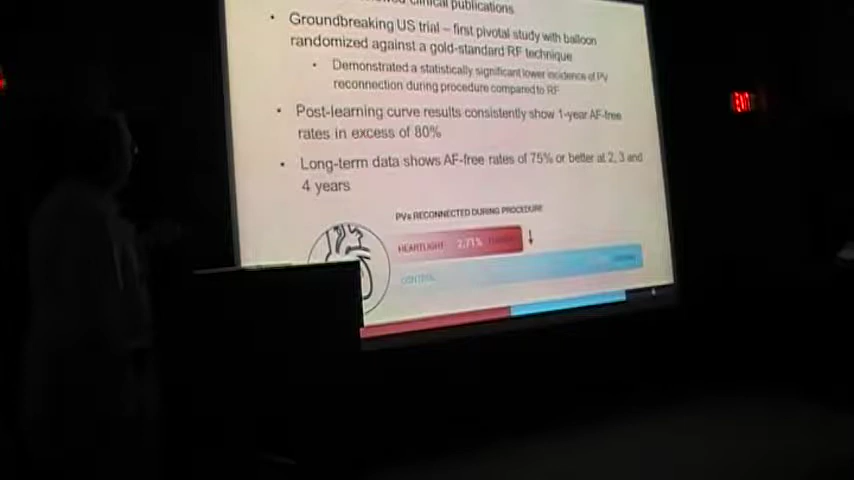 clinical publications
• Groundbreaking US trial – first pivotal study with balloon
randomized against a gold-standard RF technique
• Demonstrated a statistically significant lower incidence of PV
reconnection during procedure compared to RF
• Post-learning curve results consistently show 1-year AF-free
rates in excess of 80%
• Long-term data shows AF-free rates of 75% or better at 2, 3 and
4 years
PVs RECONNECTED DURING PROCEDURE
HEARTLIGHT 2.71%
CONTROL